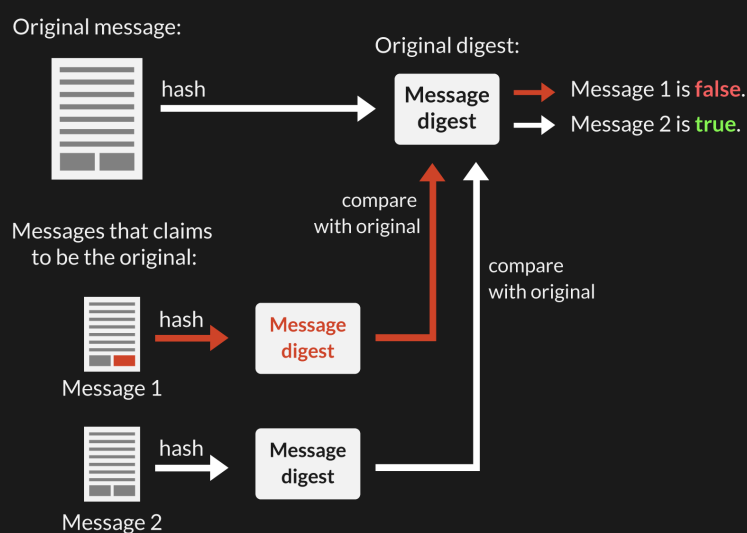 Original message:
Original digest:
hash
Message
digest
Message 1 is false.
Message 2 is true.
compare
with original
Messages that claims
to be the original:
compare
with original
hash
Message
digest
Message 1
hash
Message
digest
Message 2